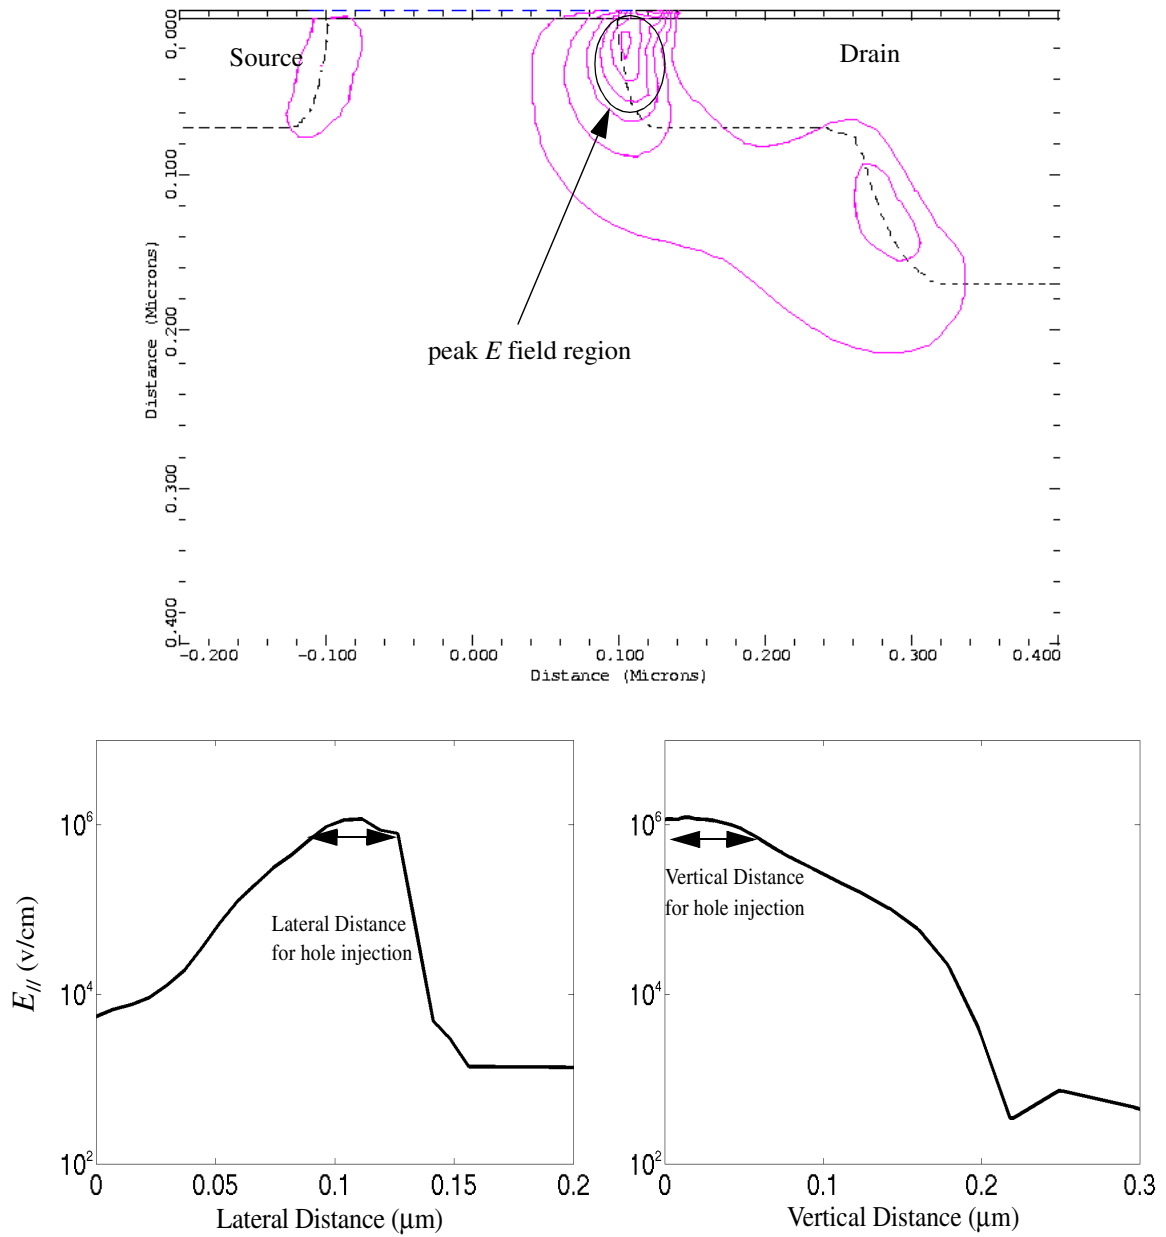 Source
Drain
peak E field region
0.000
0.100
0.200
0.300
0.400
Distance (Microns)
-0.200 -0.100 0.000 0.100 0.200 0.300 0.400
Distance (Microns)
10^6
10^4
10^2
E// (v/cm)
Lateral Distance
for hole injection
0 0.05 0.1 0.15 0.2
Lateral Distance (μm)
10^6
10^4
10^2
Vertical Distance
for hole injection
0 0.1 0.2 0.3
Vertical Distance (μm)